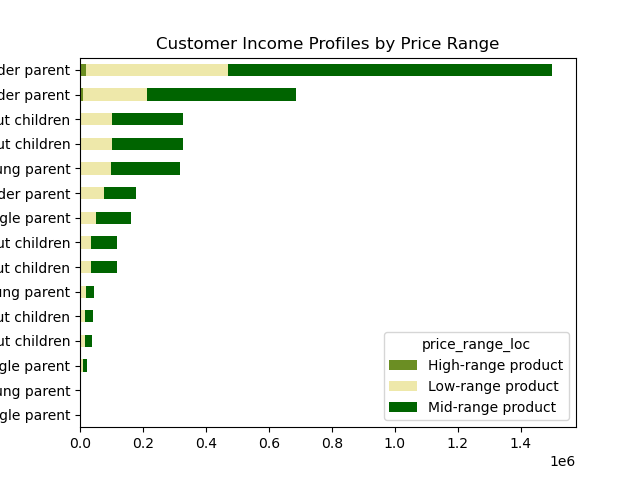 Customer Income Profiles by Price Range
der parent
der parent
ut children
ut children
ung parent
der parent
gle parent
ut children
ut children
ung parent
ut children
ut children
gle parent
ung parent
gle parent
price_range_loc
High-range product
Low-range product
Mid-range product
0.0 0.2 0.4 0.6 0.8 1.0 1.2 1.4
1e6